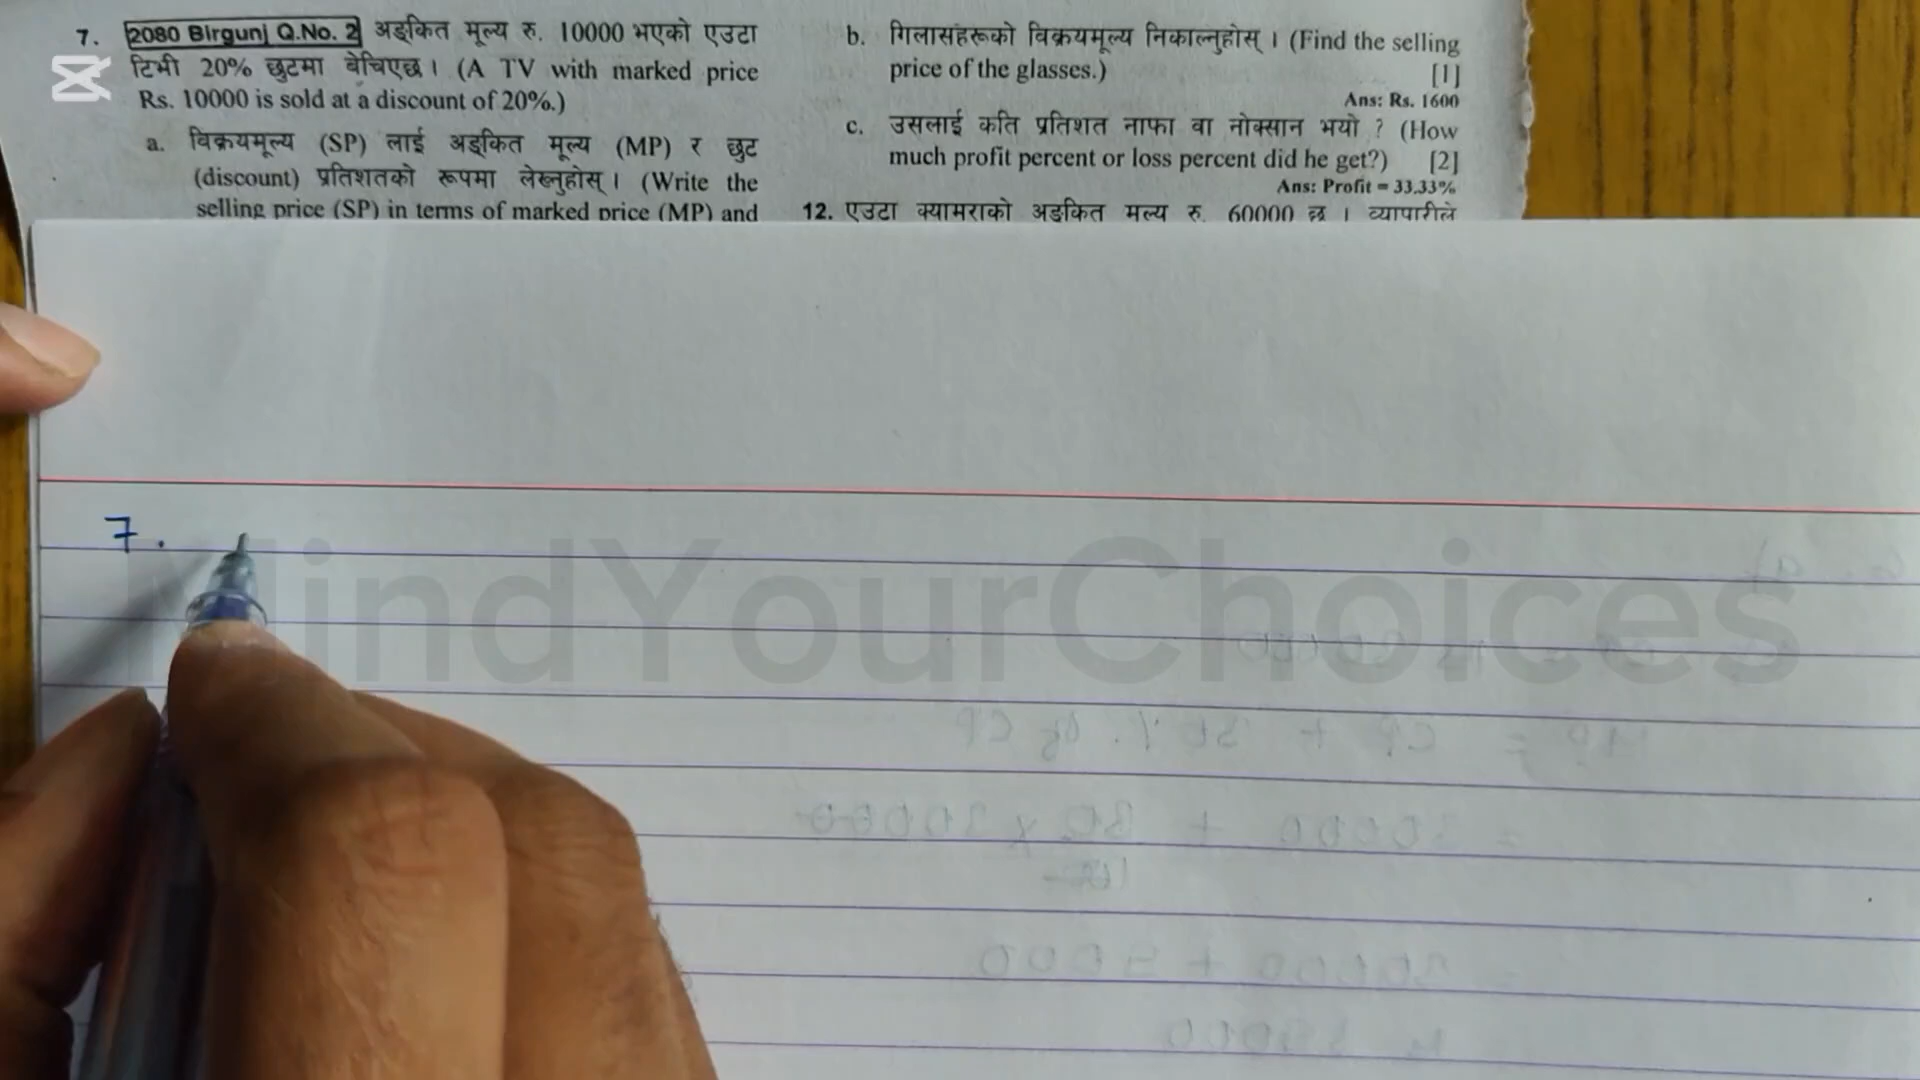 7. 2080 Birgunj Q.No. 2 अङ्कित मूल्य रु. 10000 भएको एउटा
टिभी 20% छुटमा बेचिएछ । (A TV with marked price
Rs. 10000 is sold at a discount of 20%.)
a. विक्रयमूल्य (SP) लाई अङ्कित मूल्य (MP) र छुट
(discount) प्रतिशतको रूपमा लेख्नुहोस् । (Write the
selling price (SP) in terms of marked price (MP) and
b. गिलासहरूको विक्रयमूल्य निकाल्नुहोस् । (Find the selling
price of the glasses.) [1]
Ans: Rs. 1600
c. उसलाई कति प्रतिशत नाफा वा नोक्सान भयो ? (How
much profit percent or loss percent did he get?) [2]
Ans: Profit = 33.33%
12. एउटा क्यामराको अङ्कित मूल्य रु. 60000 छ । व्यापारीले
7.
MindYourChoices